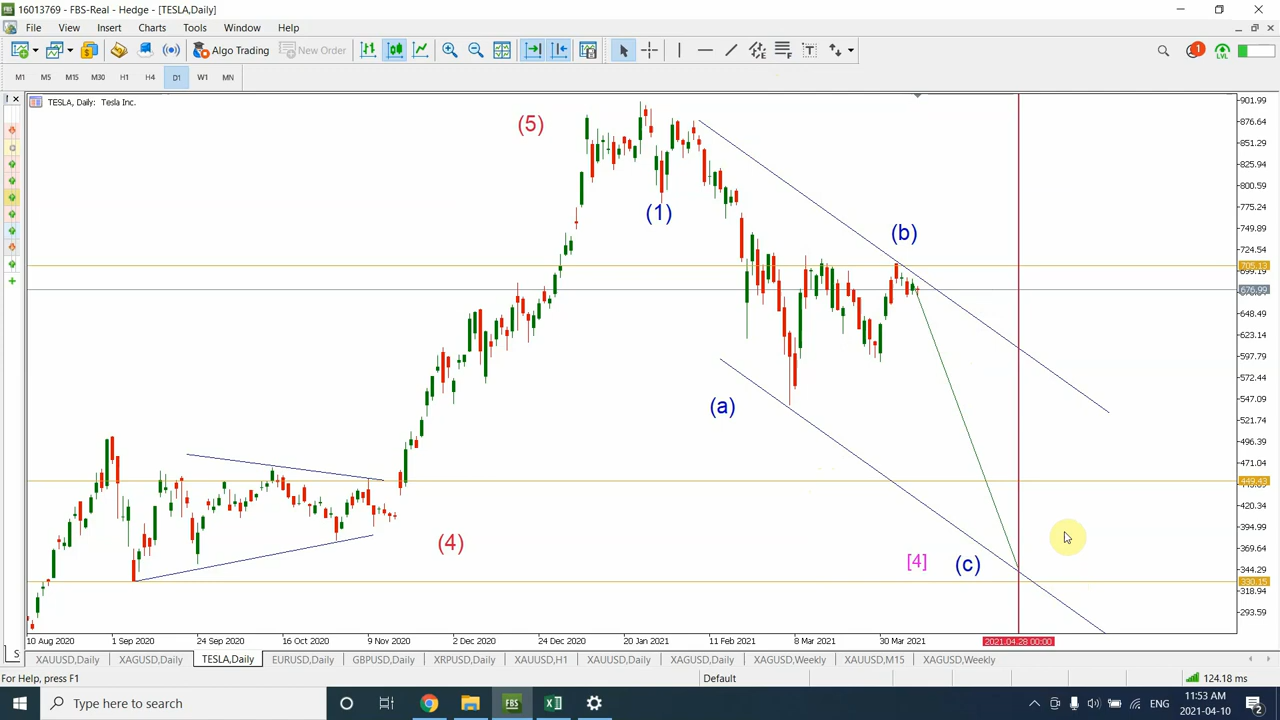 16013769 - FBS-Real - Hedge - [TESLA,Daily]
File View Insert Charts Tools Window Help
Algo Trading New Order 1 LVL
M1 M5 M15 M30 H1 H4 D1 W1 MN
TESLA, Daily: Tesla Inc.
901.99
(5)
876.64
851.29
825.94
800.59
(1)
775.24
749.89
(b)
724.54
705.13
699.19
676.99
648.49
623.14
597.79
572.44
(a)
547.09
521.74
496.39
471.04
449.43
420.34
(4)
394.99
369.64
[4] (c)
344.29
330.15
318.94
293.59
10 Aug 2020 1 Sep 2020 24 Sep 2020 16 Oct 2020 9 Nov 2020 2 Dec 2020 24 Dec 2020 20 Jan 2021 11 Feb 2021 8 Mar 2021 30 Mar 2021 2021.04.28 00:00
S XAUUSD,Daily XAGUSD,Daily TESLA,Daily EURUSD,Daily GBPUSD,Daily XRPUSD,Daily XAUUSD,H1 XAUUSD,Daily XAGUSD,Daily XAGUSD,Weekly XAUUSD,M15 XAGUSD,Weekly
For Help, press F1 Default 124.18 ms
Type here to search FBS ENG 11:53 AM
2021-04-10 2